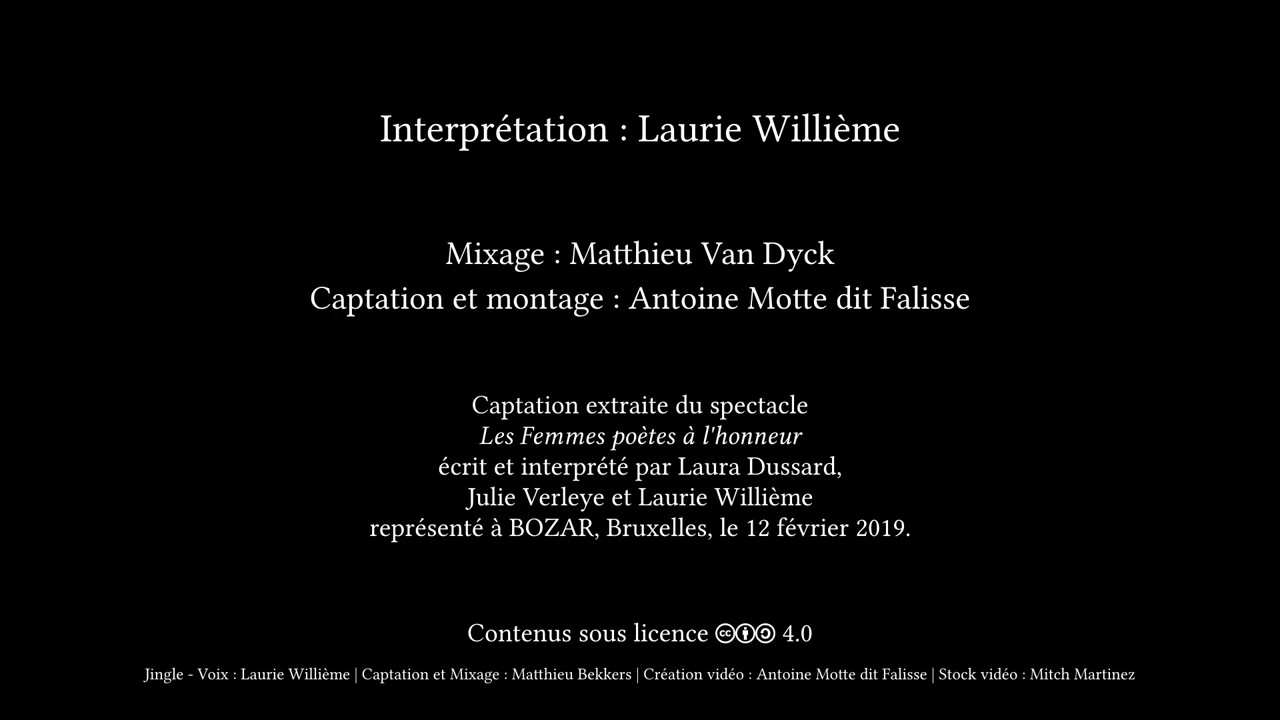 Interprétation : Laurie Willième
Mixage : Matthieu Van Dyck
Captation et montage : Antoine Motte dit Falisse
Captation extraite du spectacle
Les Femmes poètes à l'honneur
écrit et interprété par Laura Dussard,
Julie Verleye et Laurie Willième
représenté à BOZAR, Bruxelles, le 12 février 2019.
Contenus sous licence 🅭🅯🄎 4.0
Jingle - Voix : Laurie Willième | Captation et Mixage : Matthieu Bekkers | Création vidéo : Antoine Motte dit Falisse | Stock vidéo : Mitch Martinez